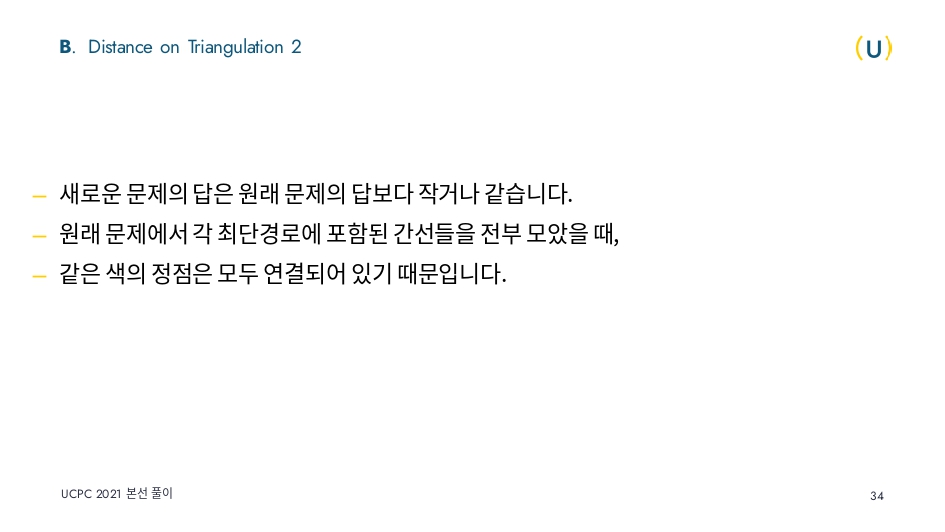 B. Distance on Triangulation 2
(U)
– 새로운 문제의 답은 원래 문제의 답보다 작거나 같습니다.
– 원래 문제에서 각 최단경로에 포함된 간선들을 전부 모았을 때,
– 같은 색의 정점은 모두 연결되어 있기 때문입니다.
UCPC 2021 본선 풀이
34